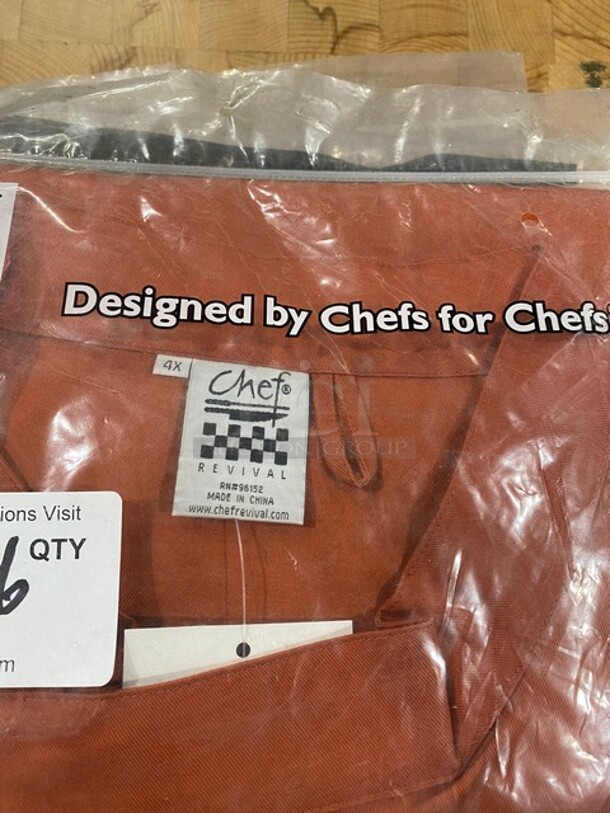 Designed by Chefs for Chefs
4X
chef®
REVIVAL
RN#96152
MADE IN CHINA
www.chefrevival.com
ions Visit
6 QTY
m